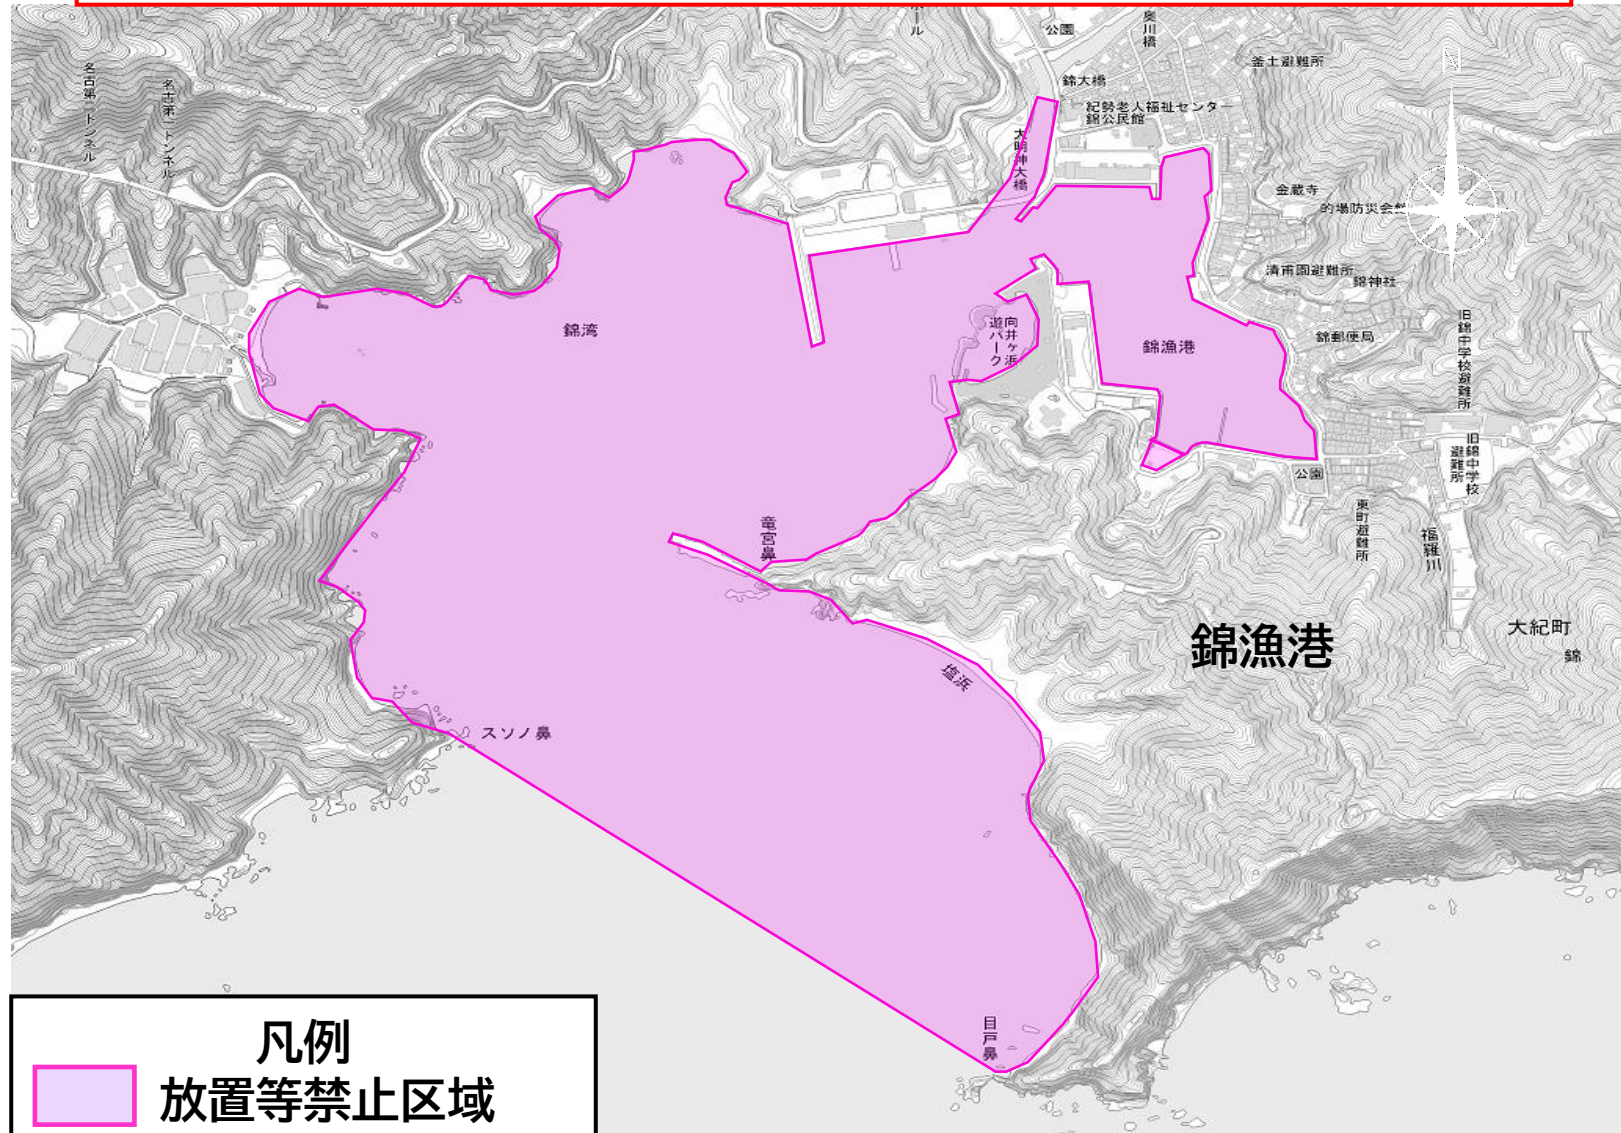 ホール
公園
奥川橋
名古第二トンネル
名古第一トンネル
錦大橋
釜土避難所
紀勢老人福祉センター
錦公民館
大明神大橋
金蔵寺
的場防災会館
清甫園避難所
錦神社
錦湾
向井ヶ浜
遊パーク
錦漁港
錦郵便局
旧錦中学校避難所
旧錦中学校
避難所
公園
東町避難所
福羅川
竜宮鼻
錦漁港
大紀町
錦
塩浜
スソノ鼻
目戸鼻
N
凡例
放置等禁止区域